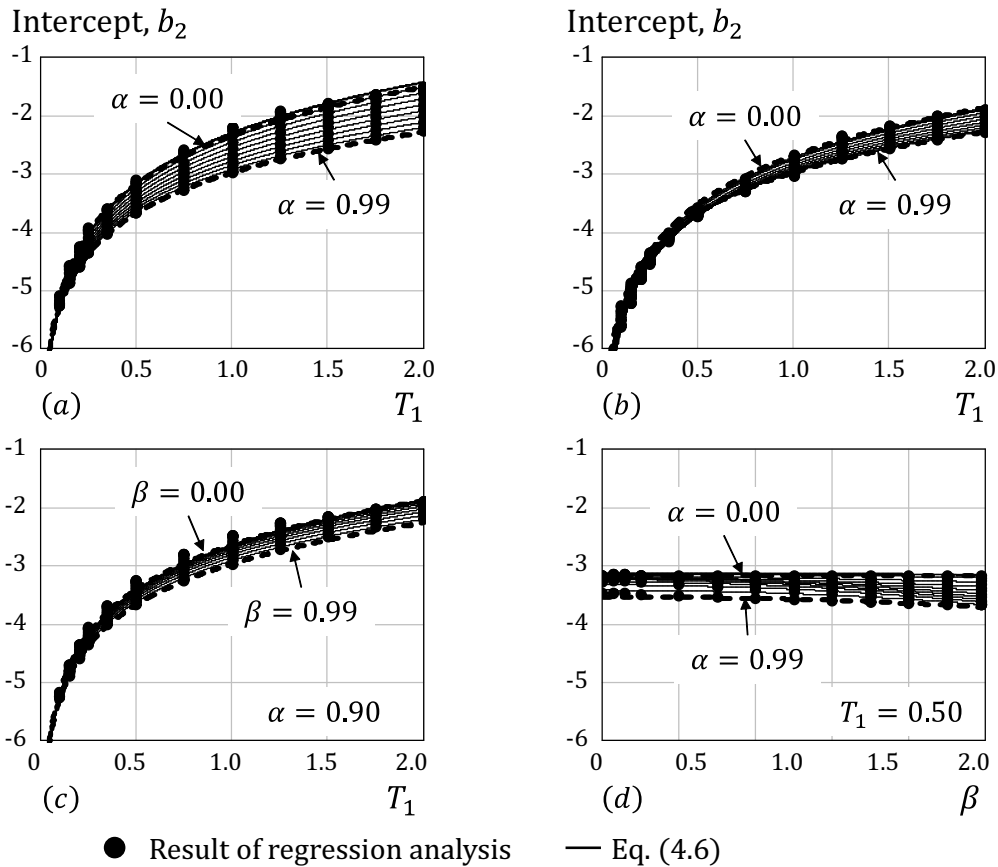 Intercept, b₂
Intercept, b₂
-1
-2
-3
-4
-5
-6
α = 0.00
α = 0.99
0 0.5 1.0 1.5 2.0
(a) T₁
-1
-2
-3
-4
-5
-6
α = 0.00
α = 0.99
0 0.5 1.0 1.5 2.0
(b) T₁
-1
-2
-3
-4
-5
-6
β = 0.00
β = 0.99
α = 0.90
0 0.5 1.0 1.5 2.0
(c) T₁
-1
-2
-3
-4
-5
-6
α = 0.00
α = 0.99
T₁ = 0.50
0 0.5 1.0 1.5 2.0
(d) β
Result of regression analysis — Eq. (4.6)